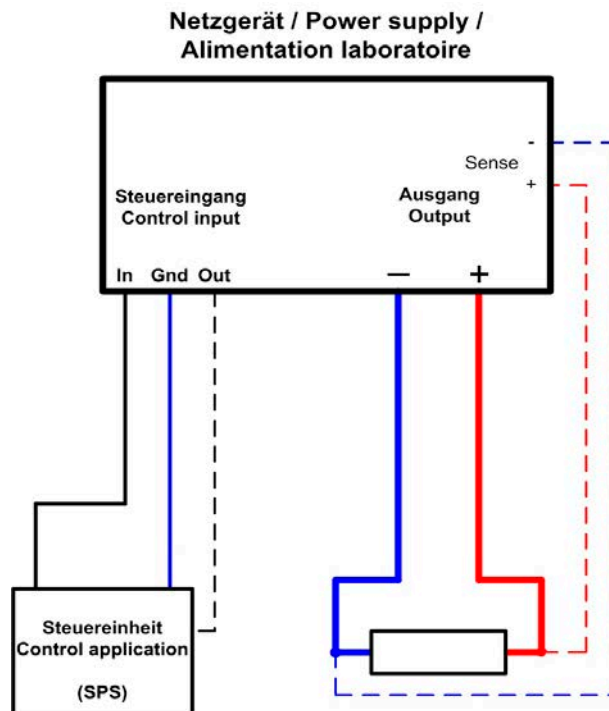 Netzgerät / Power supply /
Alimentation laboratoire
-
Sense
+
Steuereingang
Control input
Ausgang
Output
In Gnd Out
— +
Steuereinheit
Control application
(SPS)